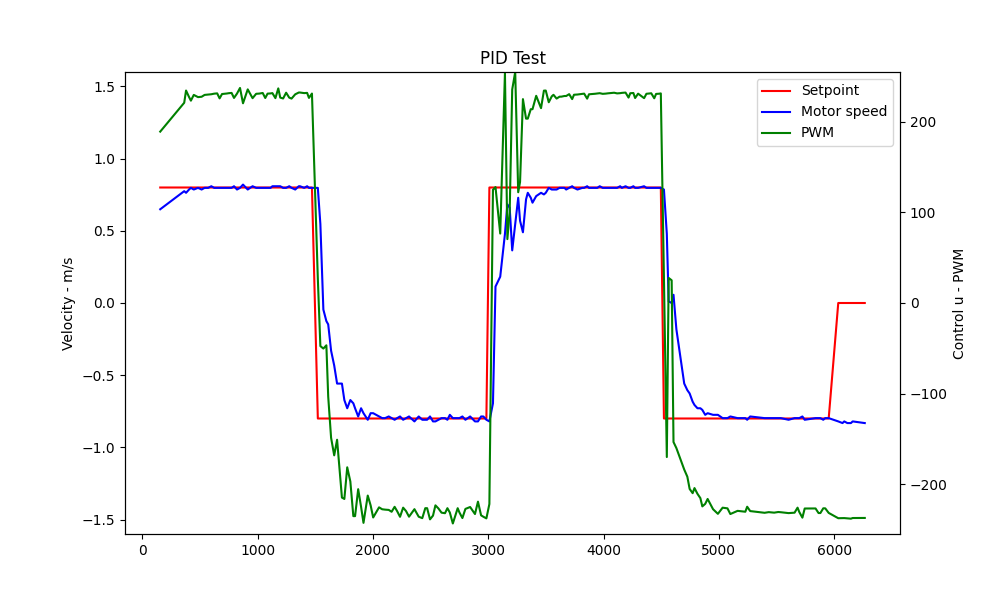 PID Test
Setpoint
Motor speed
PWM
Velocity - m/s
1.5
1.0
0.5
0.0
−0.5
−1.0
−1.5
200
100
0
−100
−200
Control u - PWM
0 1000 2000 3000 4000 5000 6000